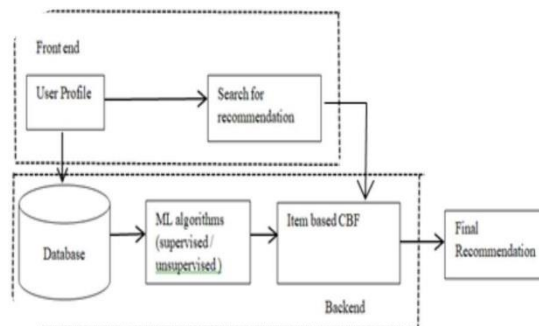 Front end
User Profile
Search for
recommendation
Database
ML algorithms
(supervised /
unsupervised )
Item based CBF
Final
Recommendation
Backend